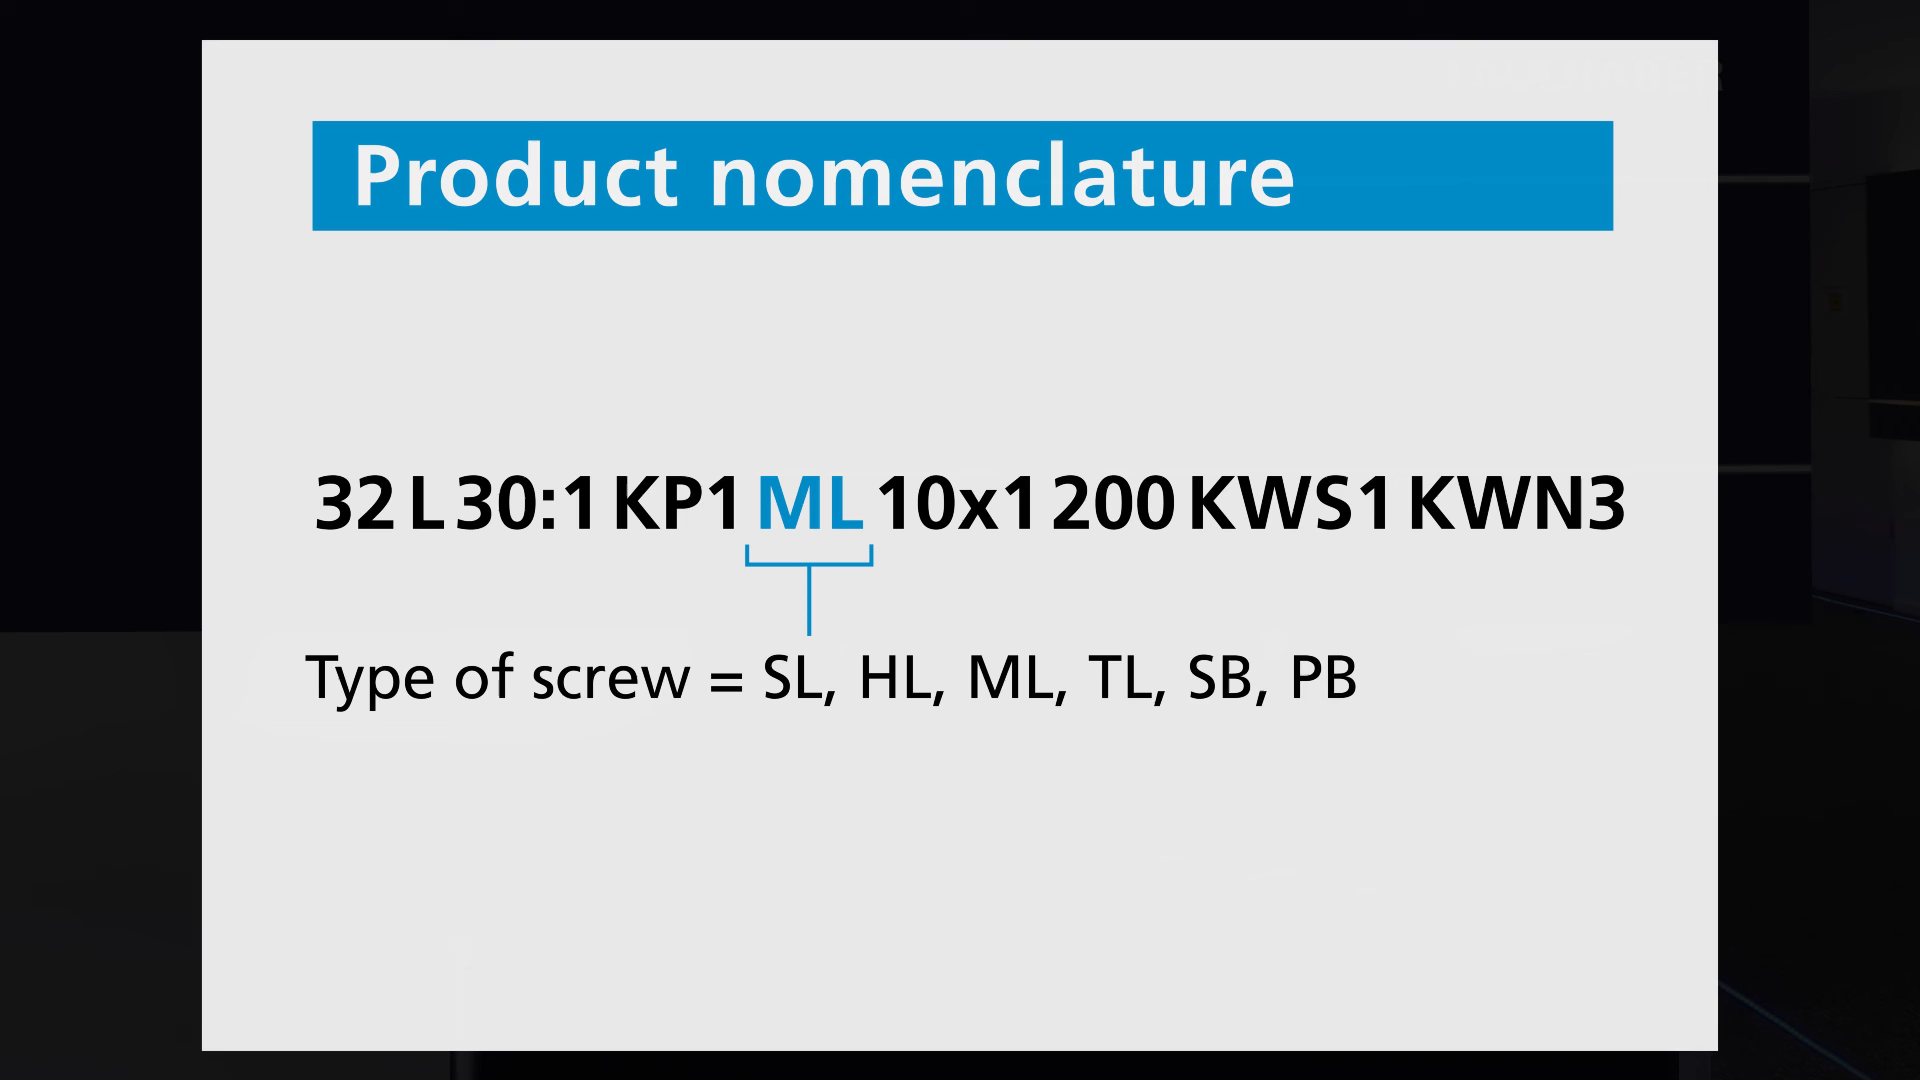 Product nomenclature
32 L 30:1 KP1 ML 10x1 200 KWS1 KWN3
Type of screw = SL, HL, ML, TL, SB, PB